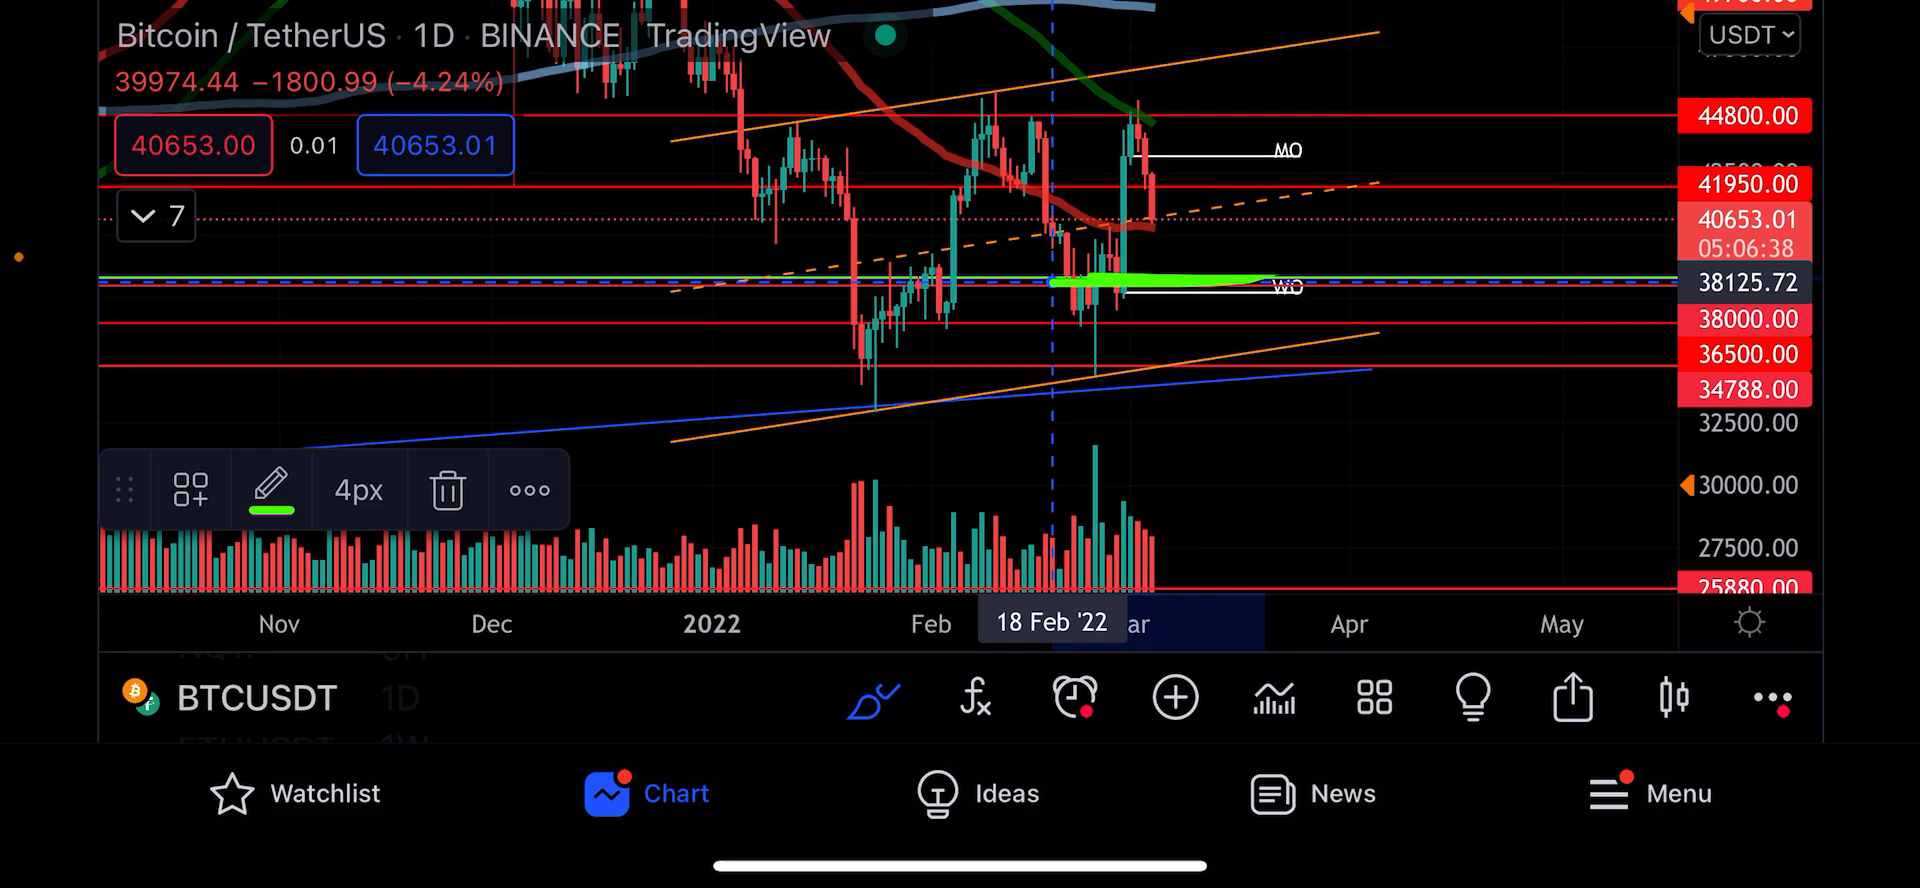 Bitcoin / TetherUS · 1D · BINANCE TradingView
USDT
39974.44 −1800.99 (−4.24%)
40653.00 0.01 40653.01
7
44800.00
MO
41950.00
40653.01
05:06:38
38125.72
WO
38000.00
36500.00
34788.00
32500.00
4px
30000.00
27500.00
25880.00
Nov Dec 2022 Feb 18 Feb '22 ar Apr May
BTCUSDT 1D
Watchlist Chart Ideas News Menu